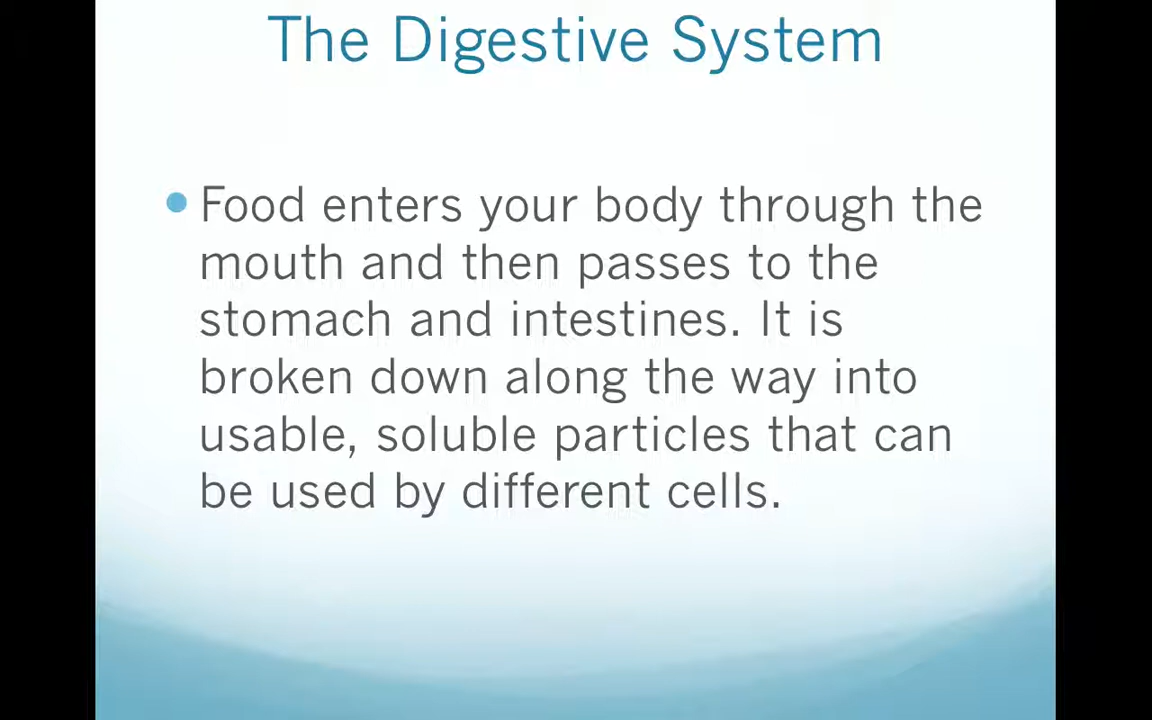 The Digestive System
Food enters your body through the
mouth and then passes to the
stomach and intestines. It is
broken down along the way into
usable, soluble particles that can
be used by different cells.